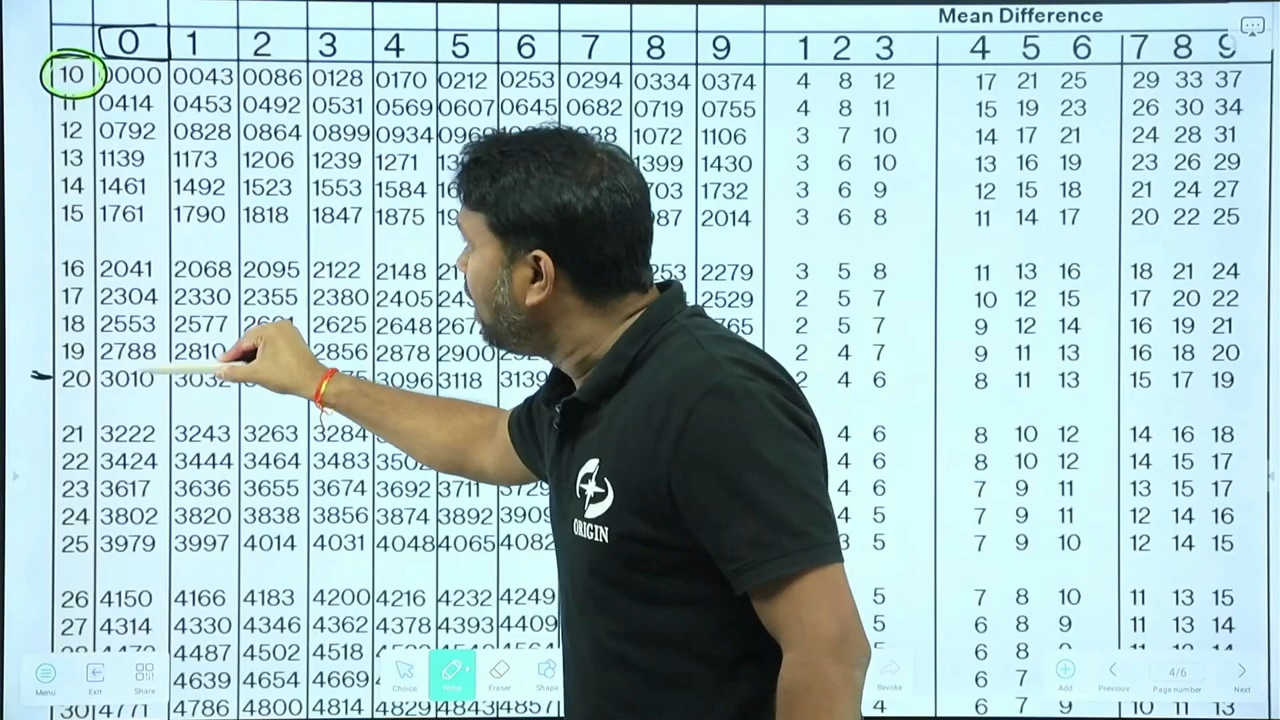 Mean Difference
0 1 2 3 4 5 6 7 8 9 1 2 3 4 5 6 7 8 9
10 0000 0043 0086 0128 0170 0212 0253 0294 0334 0374 4 8 12 17 21 25 29 33 37
11 0414 0453 0492 0531 0569 0607 0645 0682 0719 0755 4 8 11 15 19 23 26 30 34
12 0792 0828 0864 0899 0934 1072 1106 3 7 10 14 17 21 24 28 31
13 1139 1173 1206 1239 1271 1399 1430 3 6 10 13 16 19 23 26 29
14 1461 1492 1523 1553 1584 1732 3 6 9 12 15 18 21 24 27
15 1761 1790 1818 1847 1875 2014 3 6 8 11 14 17 20 22 25
16 2041 2068 2095 2122 2148 2279 3 5 8 11 13 16 18 21 24
17 2304 2330 2355 2380 2405 2529 2 5 7 10 12 15 17 20 22
18 2553 2577 2625 2648 2 5 7 9 12 14 16 19 21
19 2788 2810 2856 2878 2900 2 4 7 9 11 13 16 18 20
20 3010 3032 3096 3118 3139 2 4 6 8 11 13 15 17 19
21 3222 3243 3263 3284 4 6 8 10 12 14 16 18
22 3424 3444 3464 3483 3502 4 6 8 10 12 14 15 17
23 3617 3636 3655 3674 3692 3711 3729 4 6 7 9 11 13 15 17
24 3802 3820 3838 3856 3874 3892 3909 4 5 7 9 11 12 14 16
25 3979 3997 4014 4031 4048 4065 4082 3 5 7 9 10 12 14 15
26 4150 4166 4183 4200 4216 4232 4249 5 7 8 10 11 13 15
27 4314 4330 4346 4362 4378 4393 4409 5 6 8 9 11 13 14
4487 4502 4518 6 8
4639 4654 4669 6 7
30 4771 4786 4800 4814 4829 4843 4857 4 6 7 9 10 11 13
ORIGIN
Menu Exit Share Choice Write Eraser Shape Revoke Add Previous 4/6 Page number Next